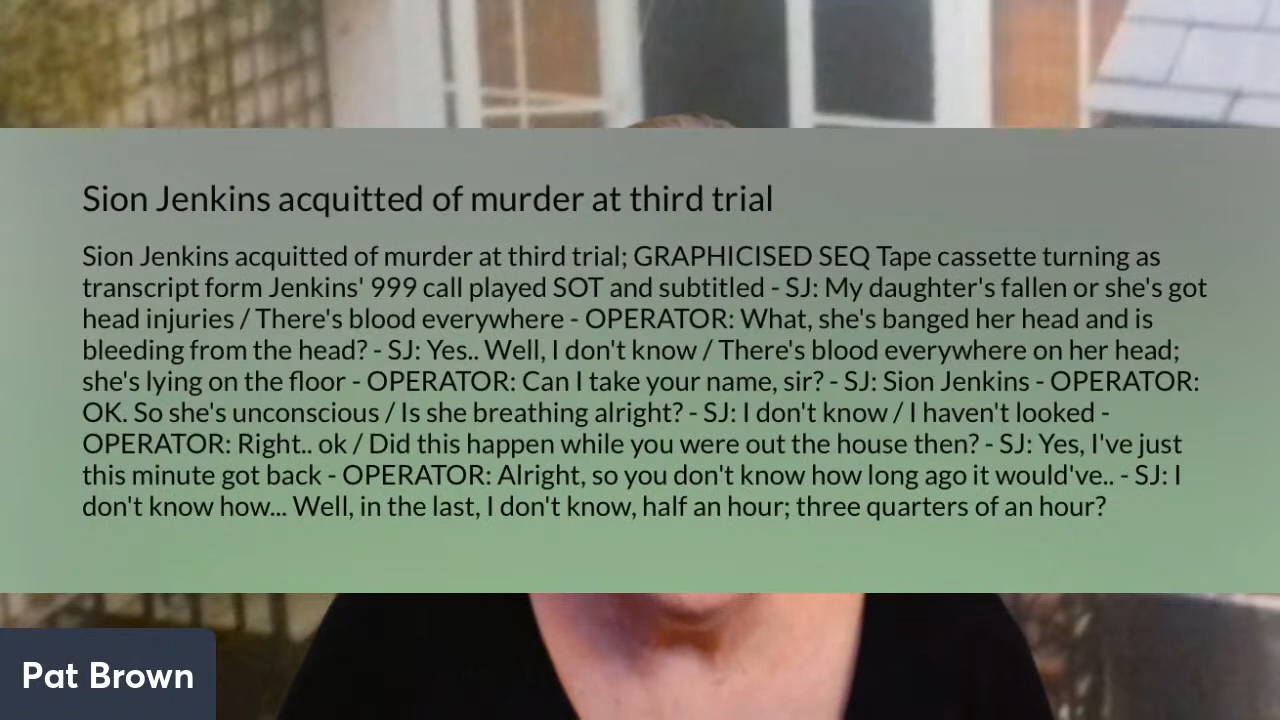 Sion Jenkins acquitted of murder at third trial
Sion Jenkins acquitted of murder at third trial; GRAPHICISED SEQ Tape cassette turning as
transcript form Jenkins' 999 call played SOT and subtitled - SJ: My daughter's fallen or she's got
head injuries / There's blood everywhere - OPERATOR: What, she's banged her head and is
bleeding from the head? - SJ: Yes.. Well, I don't know / There's blood everywhere on her head;
she's lying on the floor - OPERATOR: Can I take your name, sir? - SJ: Sion Jenkins - OPERATOR:
OK. So she's unconscious / Is she breathing alright? - SJ: I don't know / I haven't looked -
OPERATOR: Right.. ok / Did this happen while you were out the house then? - SJ: Yes, I've just
this minute got back - OPERATOR: Alright, so you don't know how long ago it would've.. - SJ: I
don't know how... Well, in the last, I don't know, half an hour; three quarters of an hour?
Pat Brown